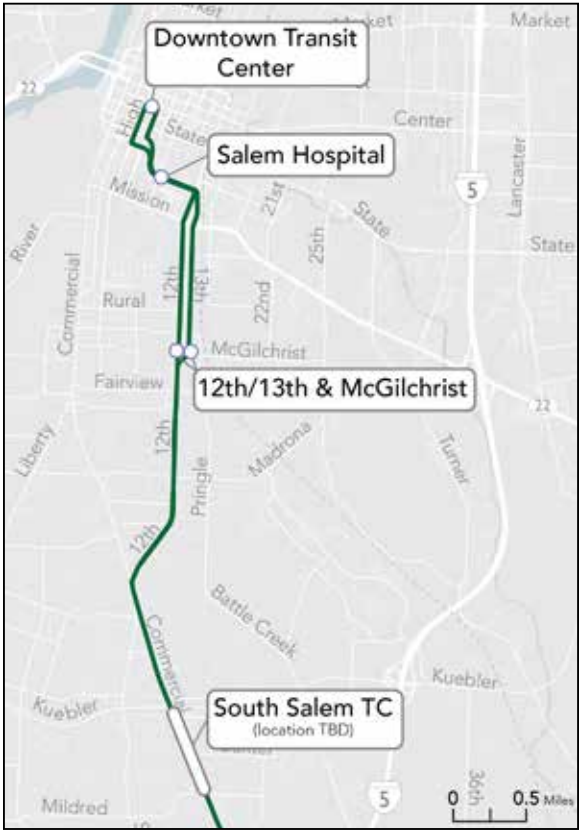 Market
Market
Market
Downtown Transit
Center
22
High
State
Center
Salem Hospital
Lancaster
5
Mission
21st
State
State
River
25th
Commercial
12th
13th
22nd
Rural
McGilchrist
Fairview
12th/13th & McGilchrist
22
Liberty
12th
Pringle
Madrona
Turner
12th
Battle Creek
Commercial
Kuebler
Kuebler
South Salem TC
(location TBD)
36th
5
0 0.5 Miles
Mildred